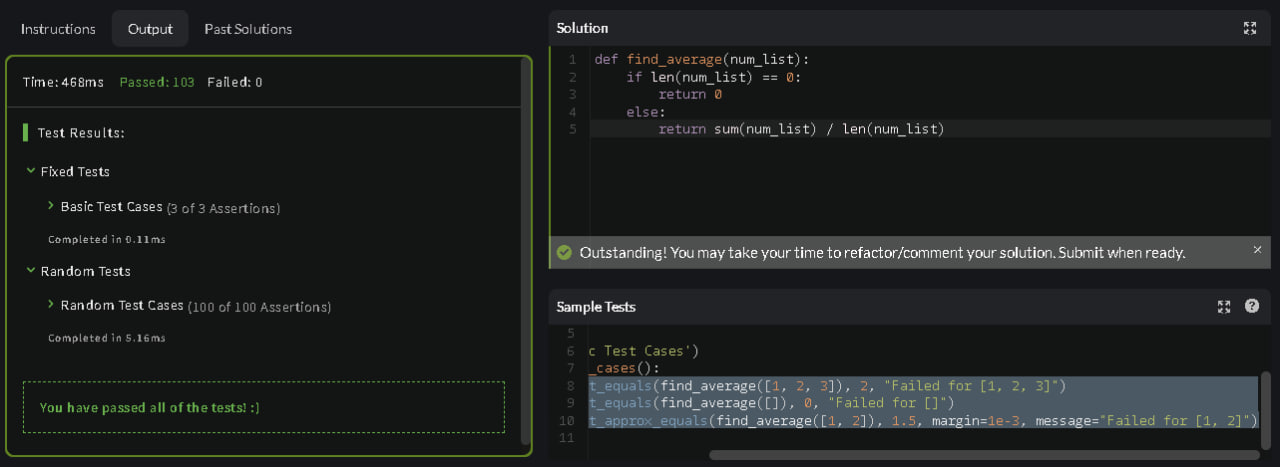 Instructions Output Past Solutions
Time: 468ms Passed: 103 Failed: 0
Test Results:
Fixed Tests
Basic Test Cases (3 of 3 Assertions)
Completed in 0.11ms
Random Tests
Random Test Cases (100 of 100 Assertions)
Completed in 5.16ms
You have passed all of the tests! :)
Solution
1 def find_average(num_list):
2 if len(num_list) == 0:
3 return 0
4 else:
5 return sum(num_list) / len(num_list)
Outstanding! You may take your time to refactor/comment your solution. Submit when ready.
Sample Tests
5
6 c Test Cases')
7 _cases():
8 t_equals(find_average([1, 2, 3]), 2, "Failed for [1, 2, 3]")
9 t_equals(find_average([]), 0, "Failed for []")
10 t_approx_equals(find_average([1, 2]), 1.5, margin=1e-3, message="Failed for [1, 2]")
11